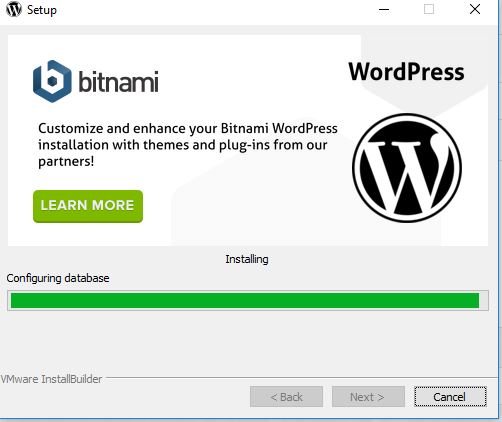 Setup
bitnami
WordPress
Customize and enhance your Bitnami WordPress
installation with themes and plug-ins from our
partners!
LEARN MORE
Installing
Configuring database
VMware InstallBuilder
< Back
Next >
Cancel